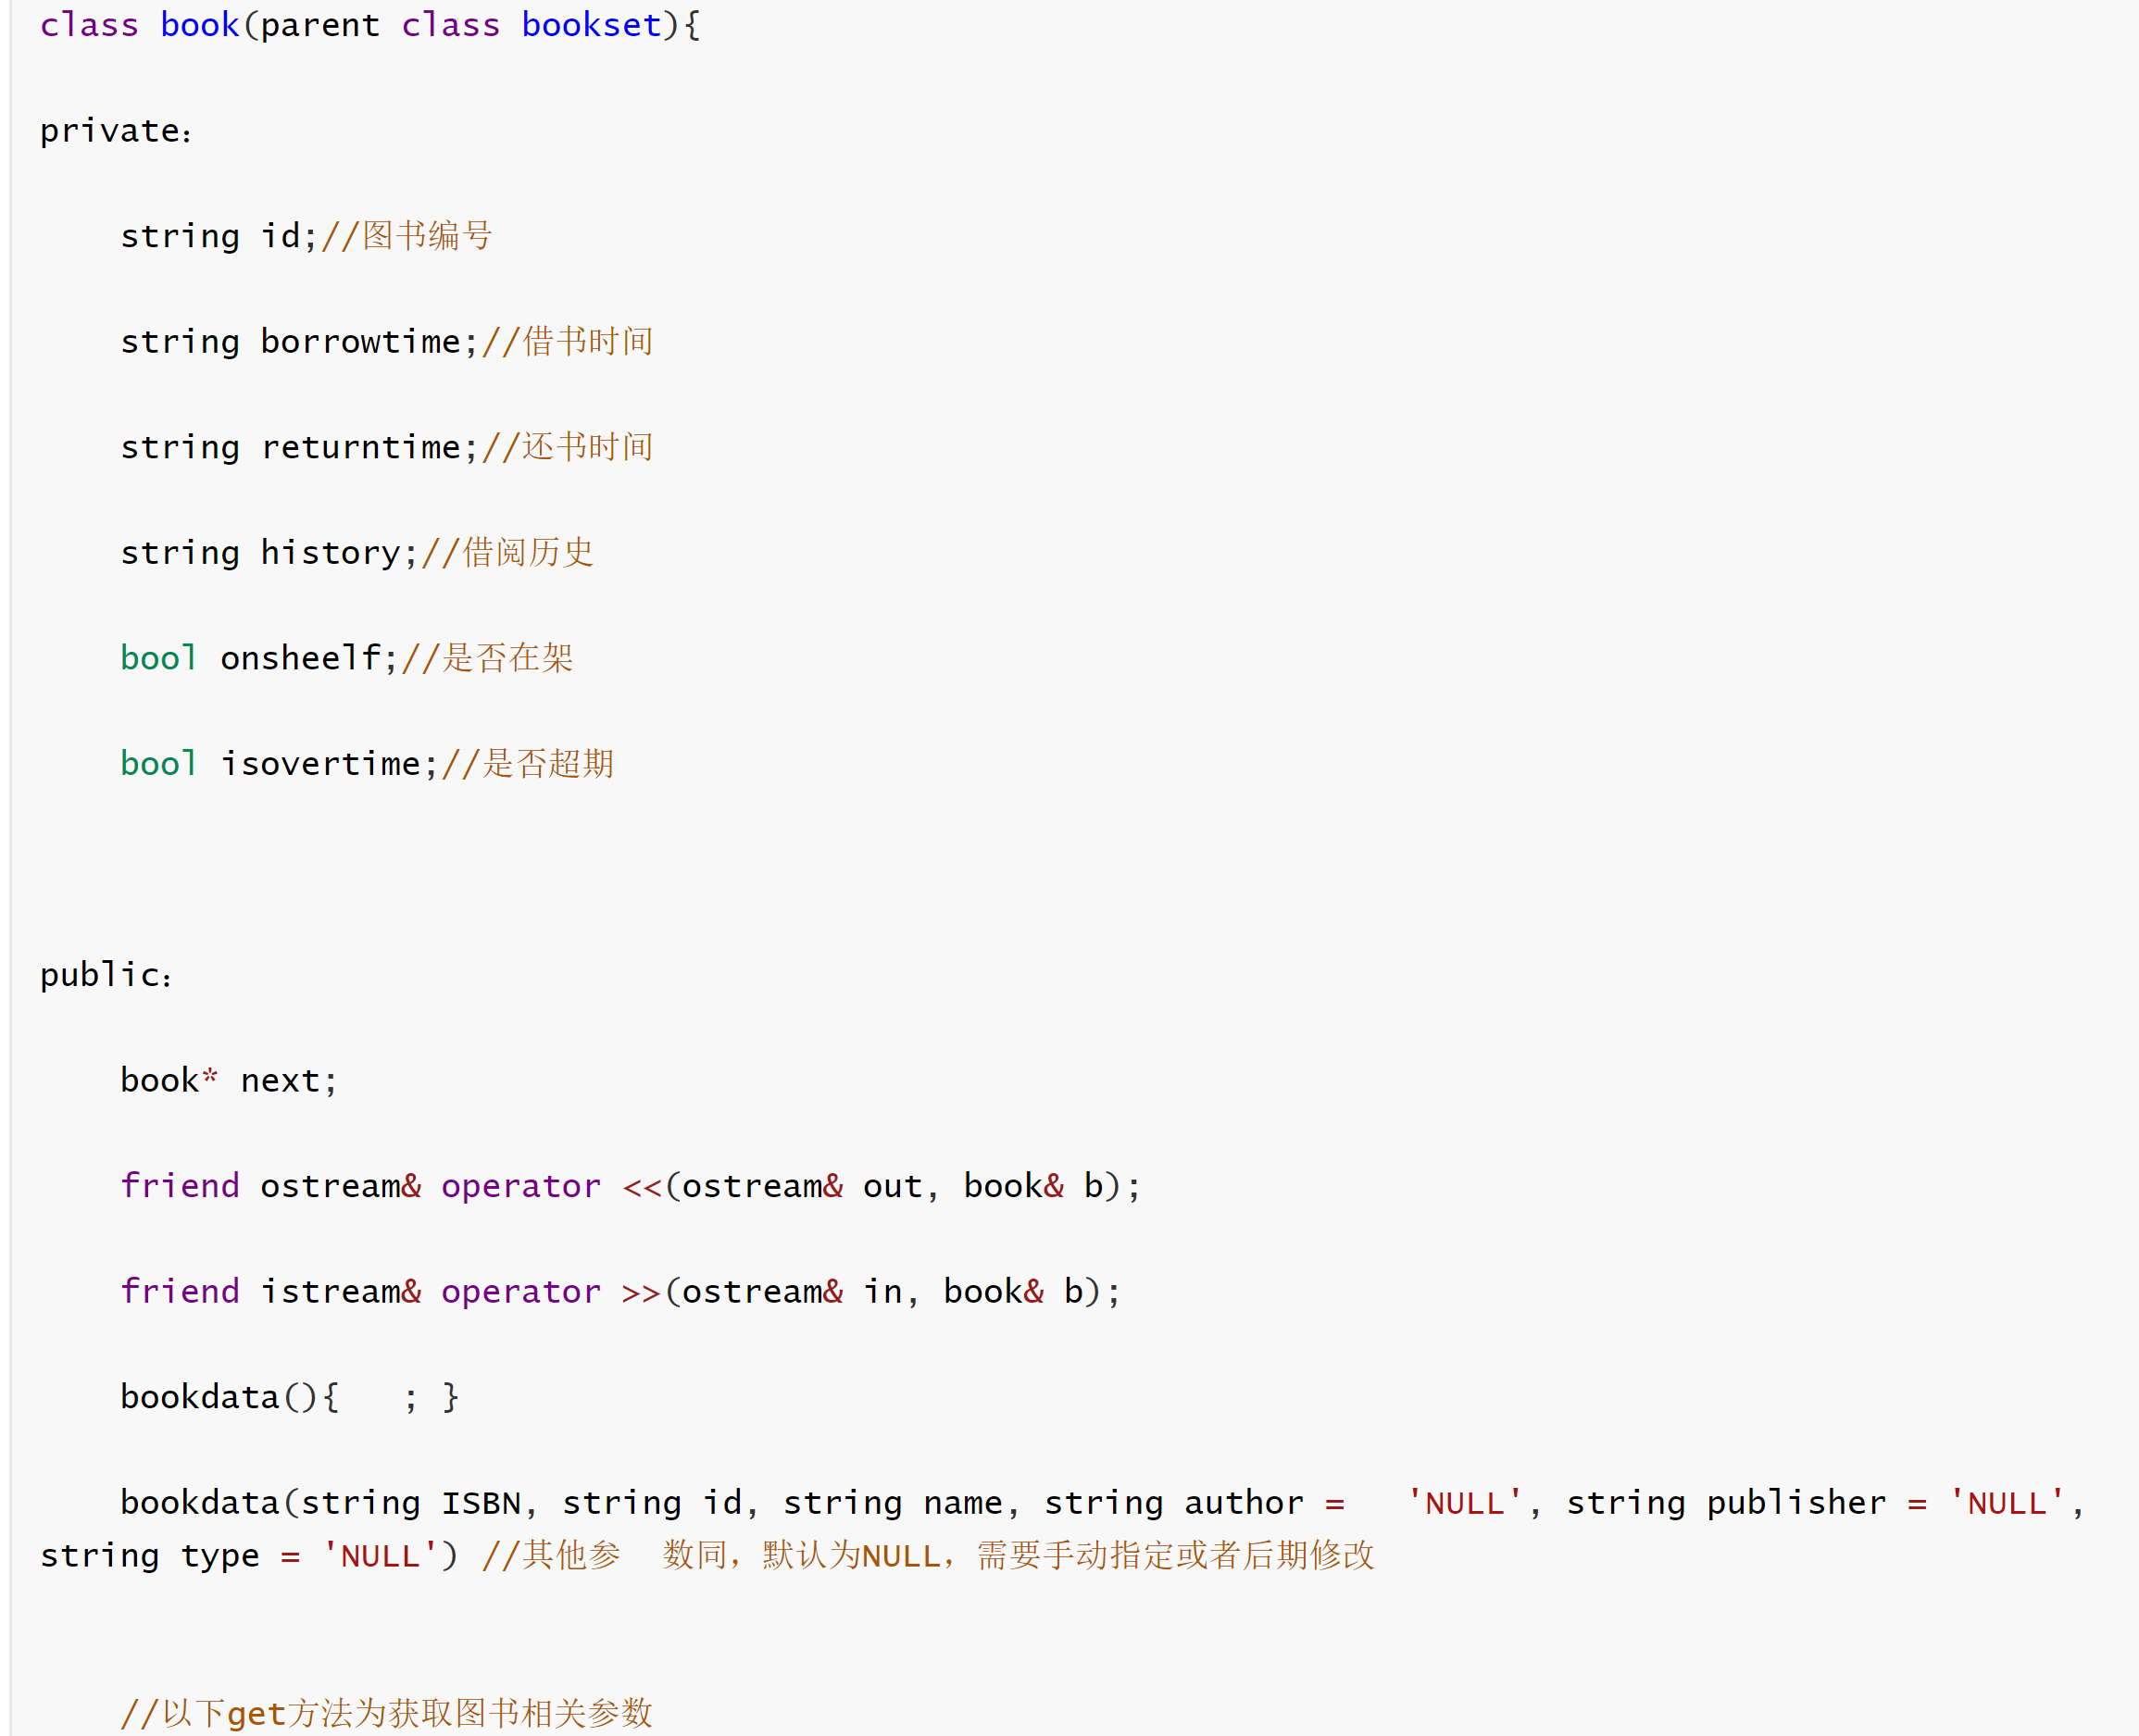 class book(parent class bookset){
private：
string id;//图书编号
string borrowtime;//借书时间
string returntime;//还书时间
string history;//借阅历史
bool onsheelf;//是否在架
bool isovertime;//是否超期
public：
book* next;
friend ostream& operator <<(ostream& out, book& b);
friend istream& operator >>(ostream& in, book& b);
bookdata(){   ; }
bookdata(string ISBN, string id, string name, string author =   'NULL', string publisher = 'NULL',
string type = 'NULL') //其他参  数同，默认为NULL，需要手动指定或者后期修改
//以下get方法为获取图书相关参数